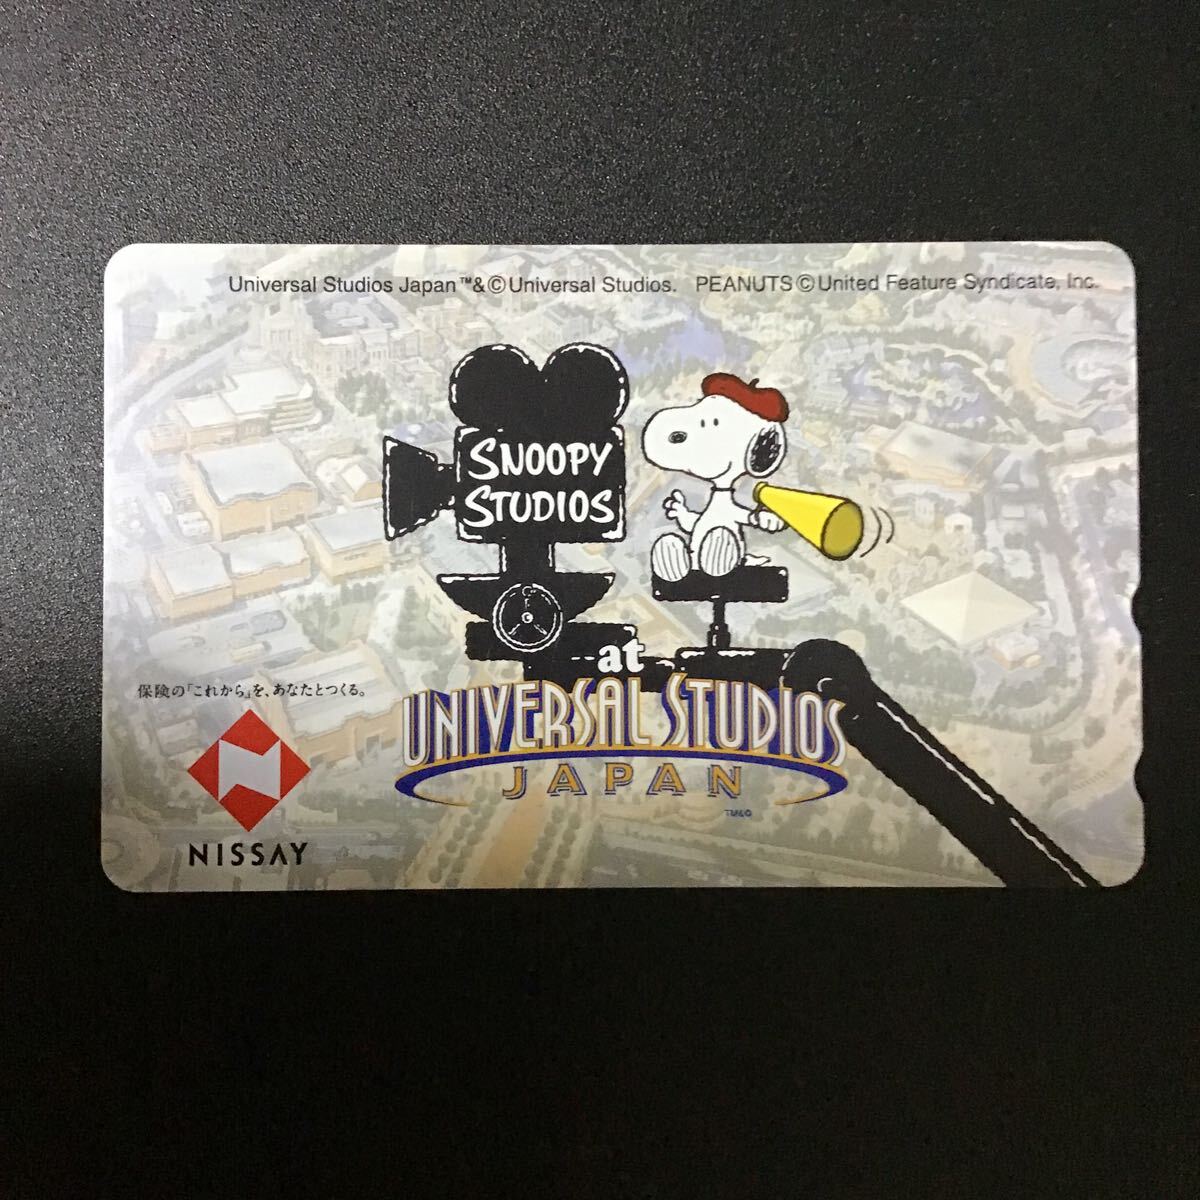 Universal Studios Japan™&©Universal Studios. PEANUTS©United Feature Syndicate, Inc.
SNOOPY
STUDIOS
at
UNIVERSAL STUDIOS
JAPAN
TM&©
保険の「これから」を、あなたとつくる。
NISSAY